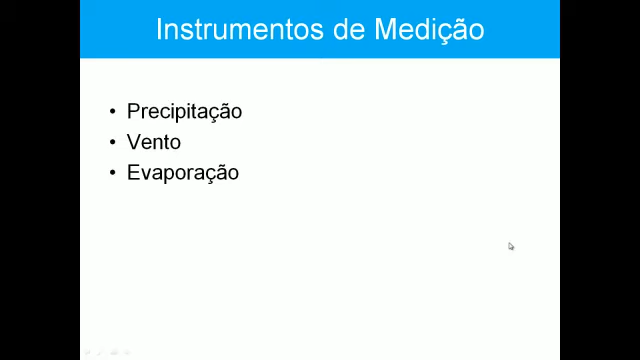 Instrumentos de Medição
• Precipitação
• Vento
• Evaporação